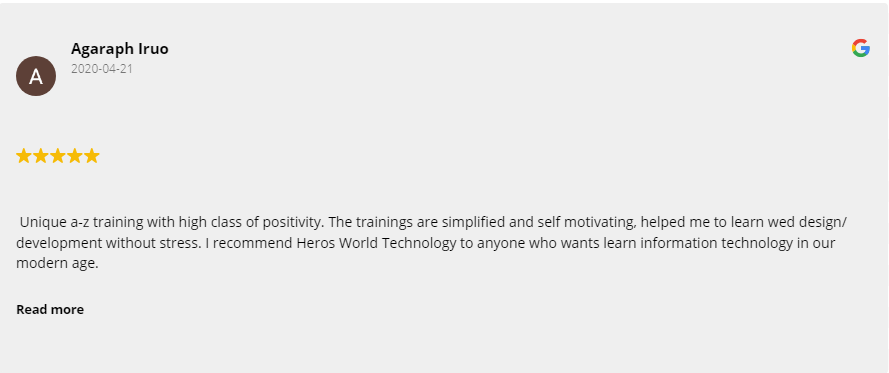 Agaraph Iruo
2020-04-21
A
Unique a-z training with high class of positivity. The trainings are simplified and self motivating, helped me to learn wed design/
development without stress. I recommend Heros World Technology to anyone who wants learn information technology in our
modern age.
Read more